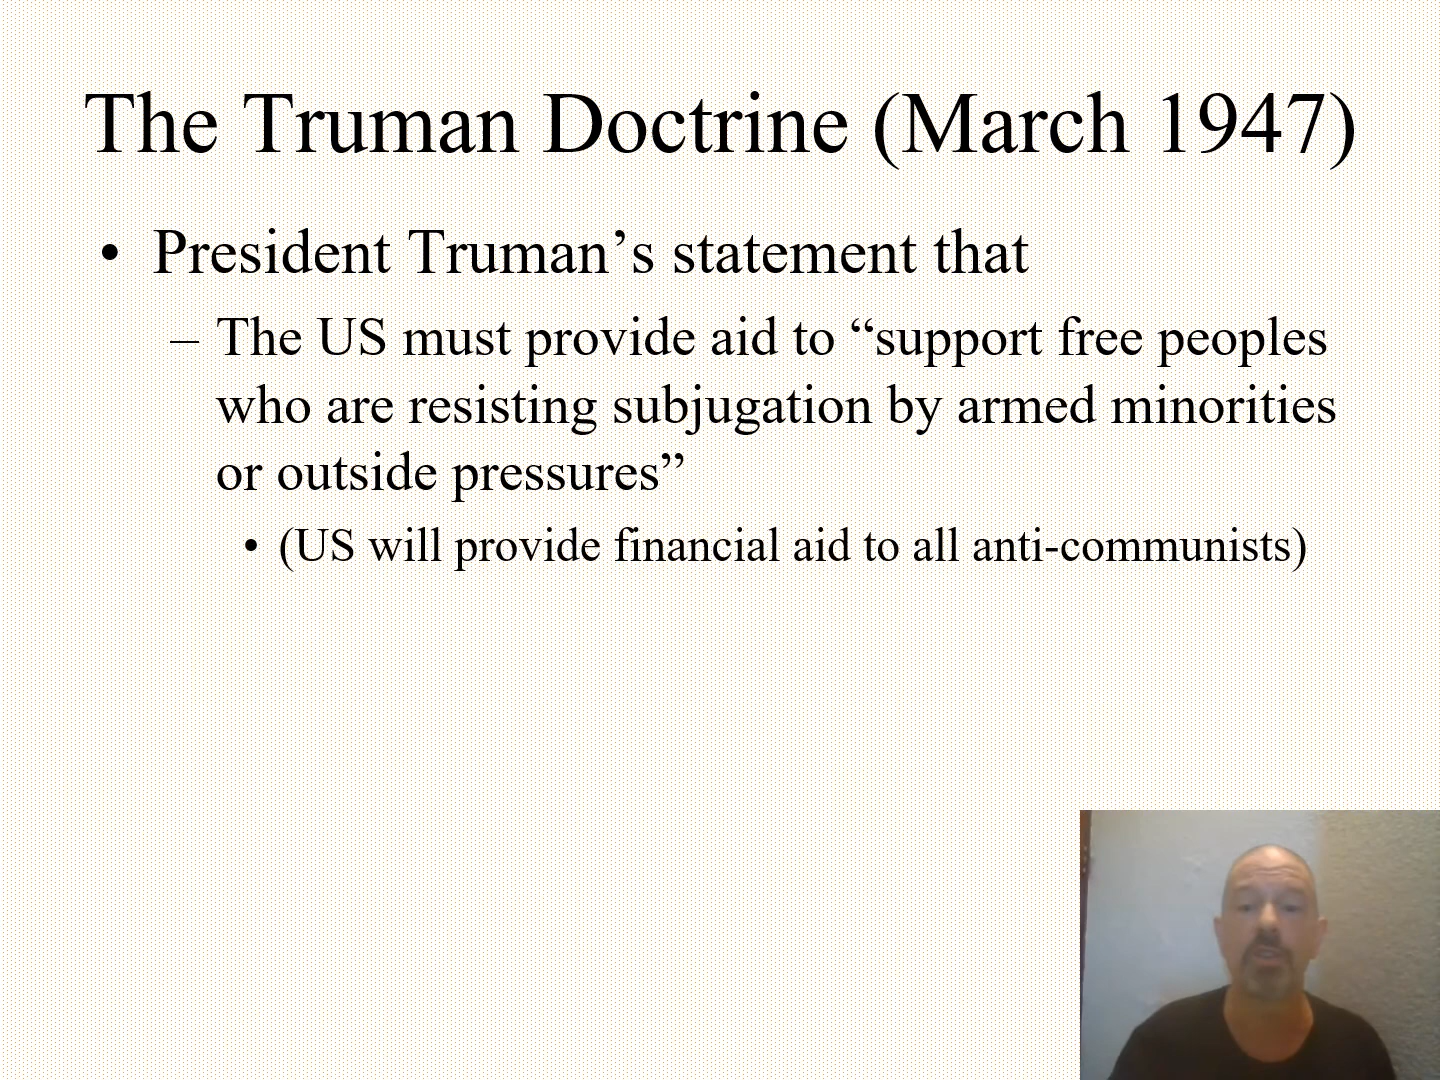 The Truman Doctrine (March 1947)
• President Truman’s statement that
– The US must provide aid to “support free peoples
who are resisting subjugation by armed minorities
or outside pressures”
• (US will provide financial aid to all anti-communists)